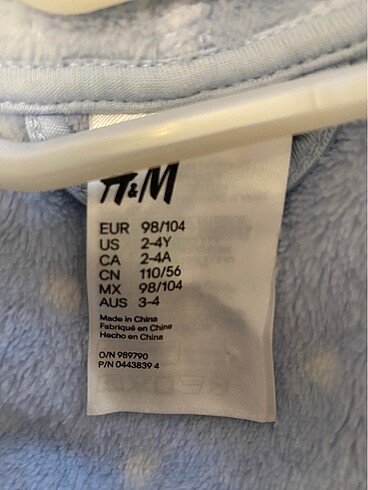 H&M
EUR 98/104
US 2-4Y
CA 2-4A
CN 110/56
MX 98/104
AUS 3-4
Made in China
Fabriqué en Chine
Hecho en China
O/N 989790
P/N 0443839 4